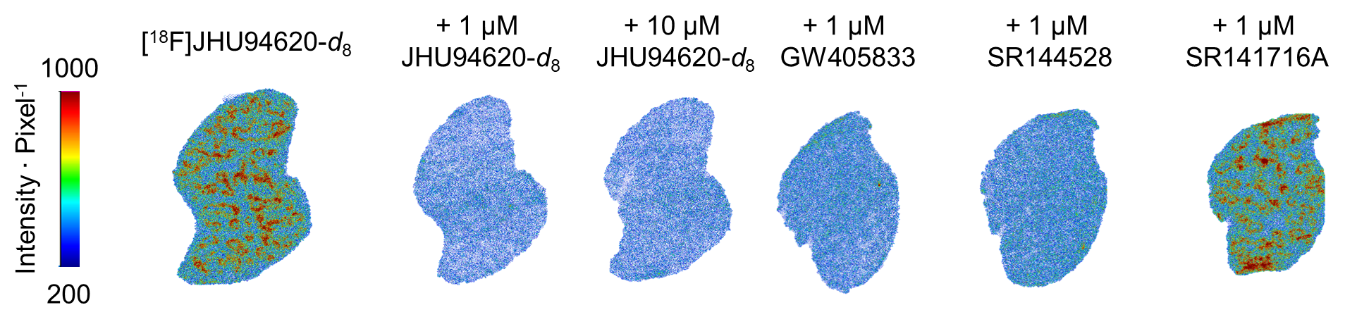 [¹⁸F]JHU94620-d₈
+ 1 µM
JHU94620-d₈
+ 10 µM
JHU94620-d₈
+ 1 µM
GW405833
+ 1 µM
SR144528
+ 1 µM
SR141716A
1000
Intensity · Pixel⁻¹
200